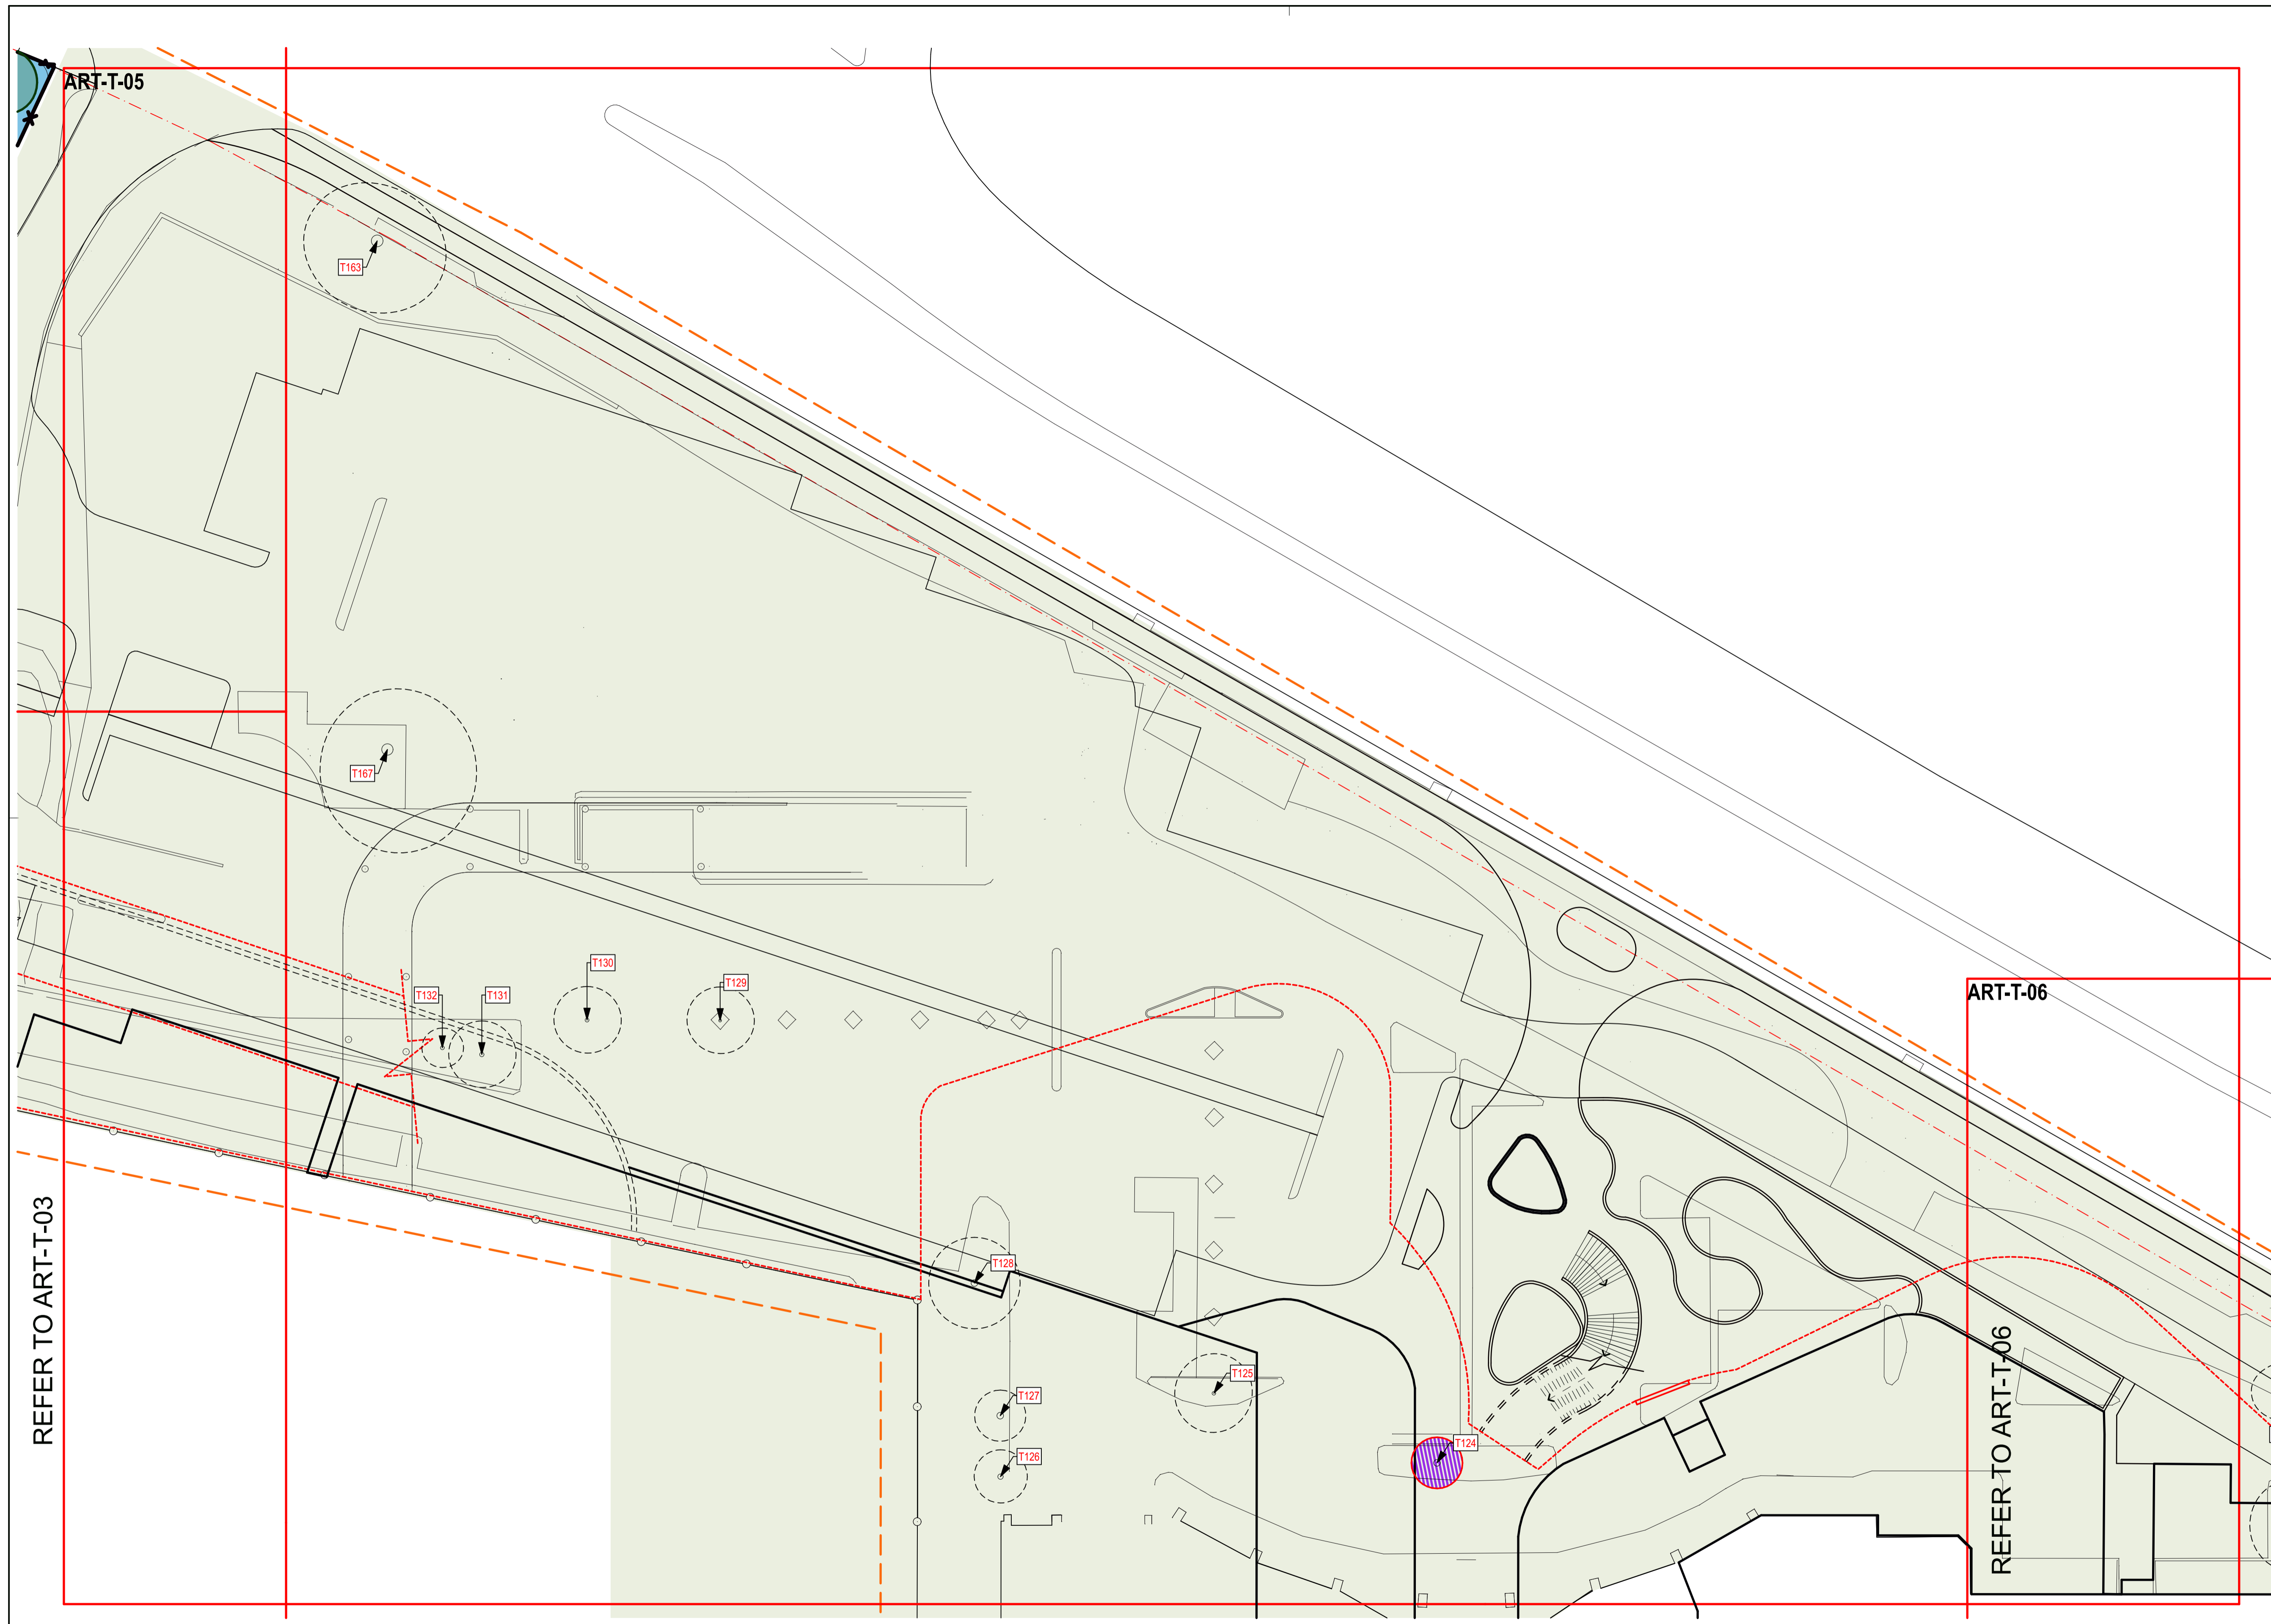 ART-T-05
T163
T167
T130
T129
T132
T131
ART-T-06
REFER TO ART-T-03
T128
T125
T127
T124
T126
REFER TO ART-T-06